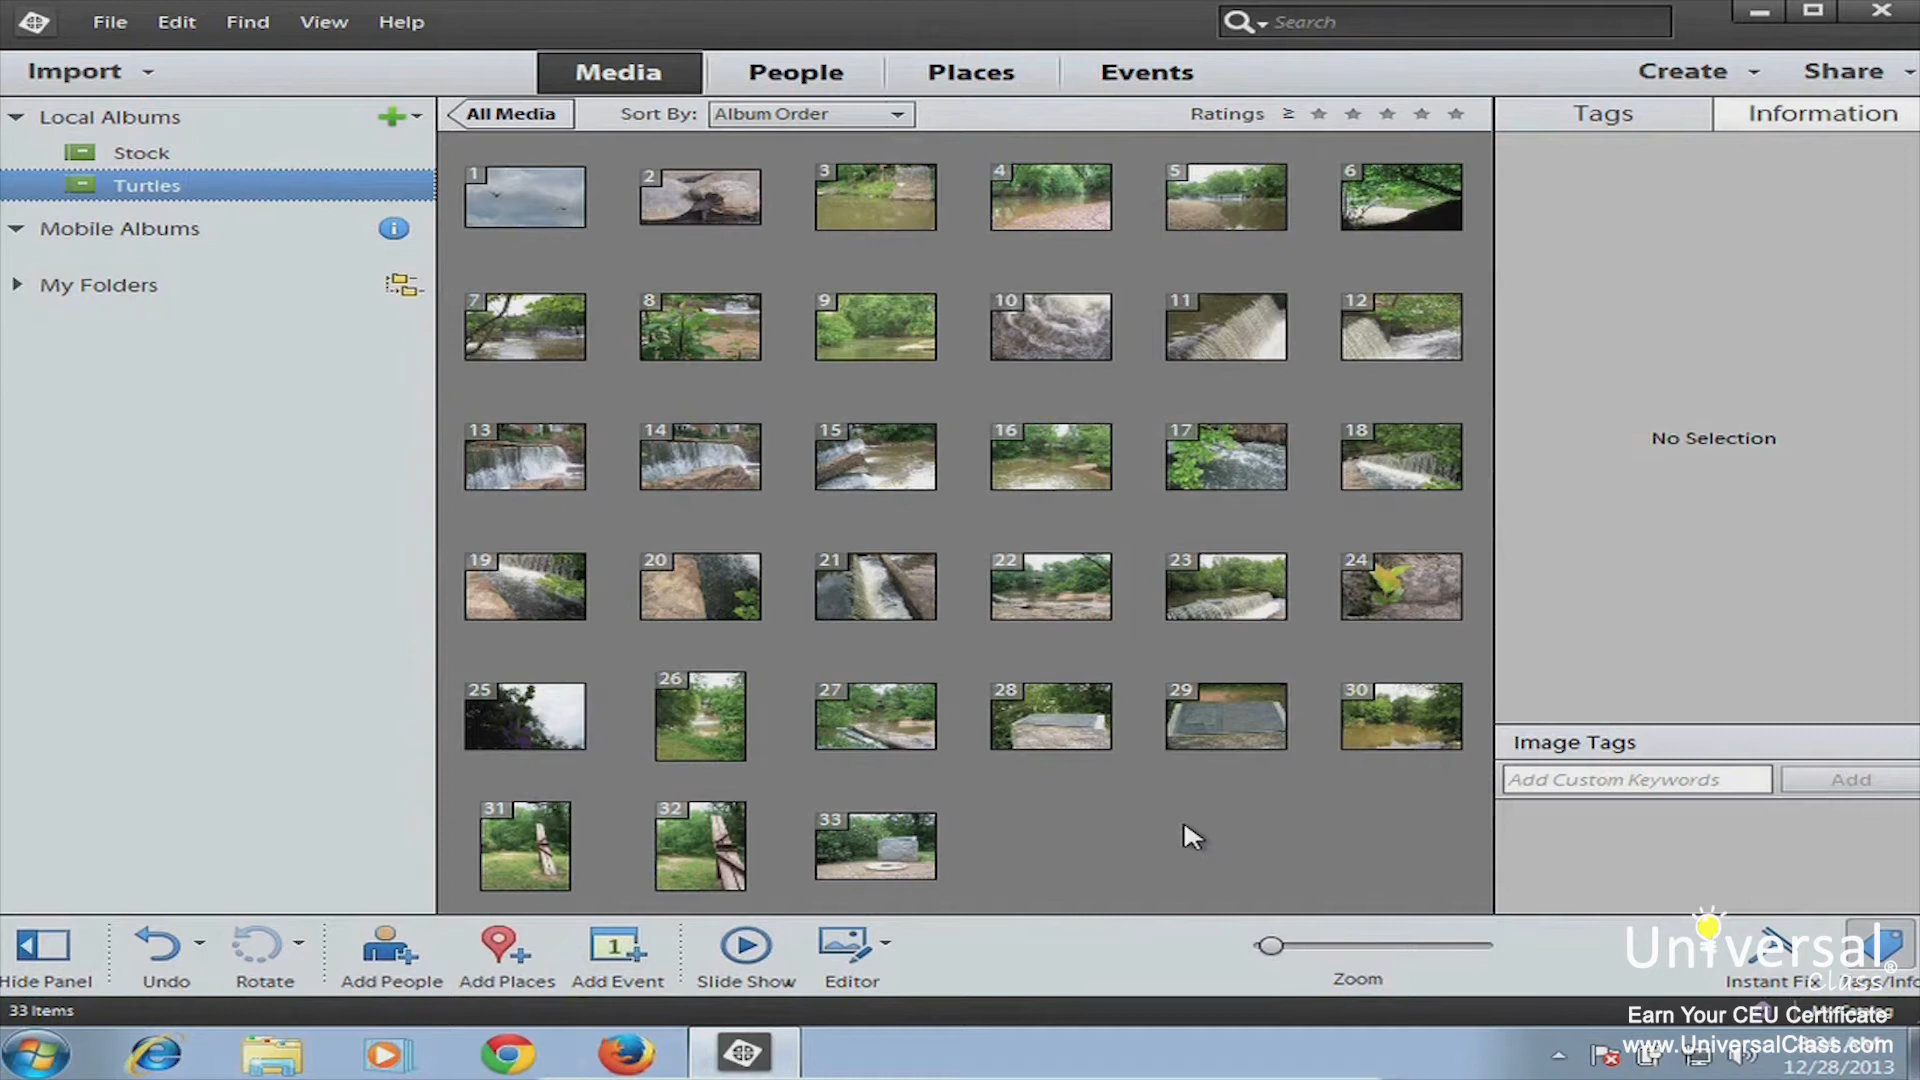 File Edit Find View Help Search
Import Media People Places Events Create Share
Local Albums All Media Sort By: Album Order Ratings ≥ Tags Information
Stock
Turtles
Mobile Albums
My Folders
1 2 3 4 5 6
7 8 9 10 11 12
13 14 15 16 17 18
No Selection
19 20 21 22 23 24
25 26 27 28 29 30
Image Tags
Add Custom Keywords Add
31 32 33
Hide Panel Undo Rotate Add People Add Places Add Event Slide Show Editor Zoom Instant Fix Tags/Info
Universal Class®
33 Items
Earn Your CEU Certificate
www.UniversalClass.com
12/28/2013